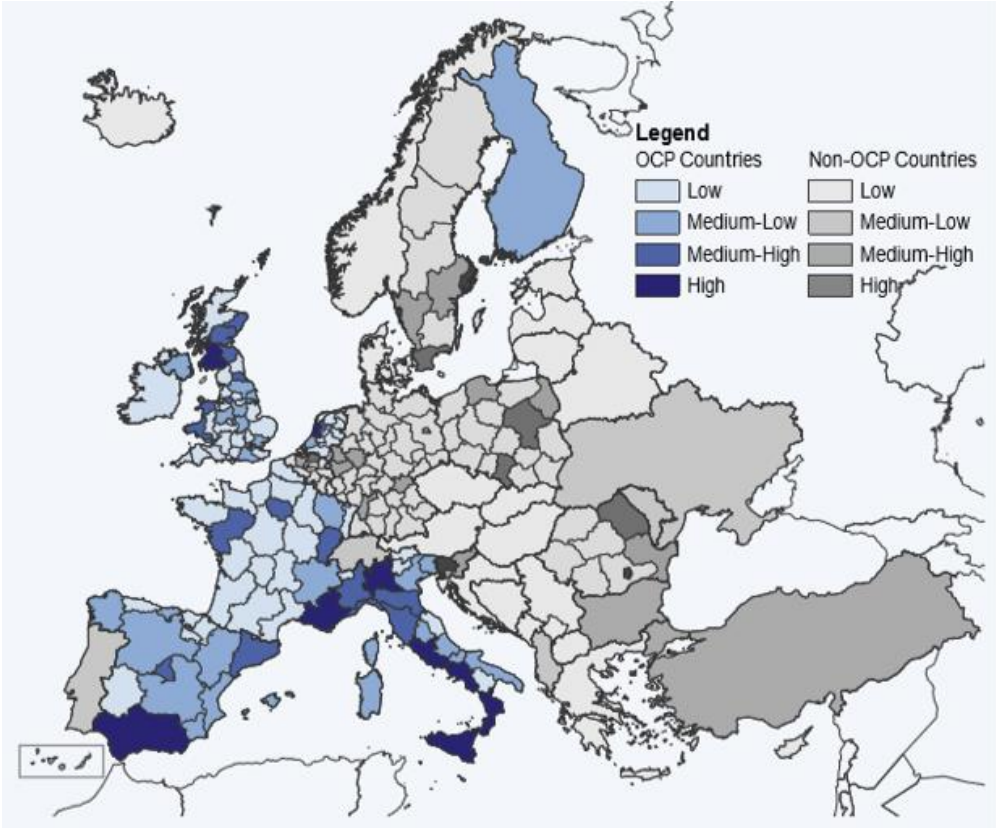 Legend
OCP Countries Non-OCP Countries
Low Low
Medium-Low Medium-Low
Medium-High Medium-High
High High